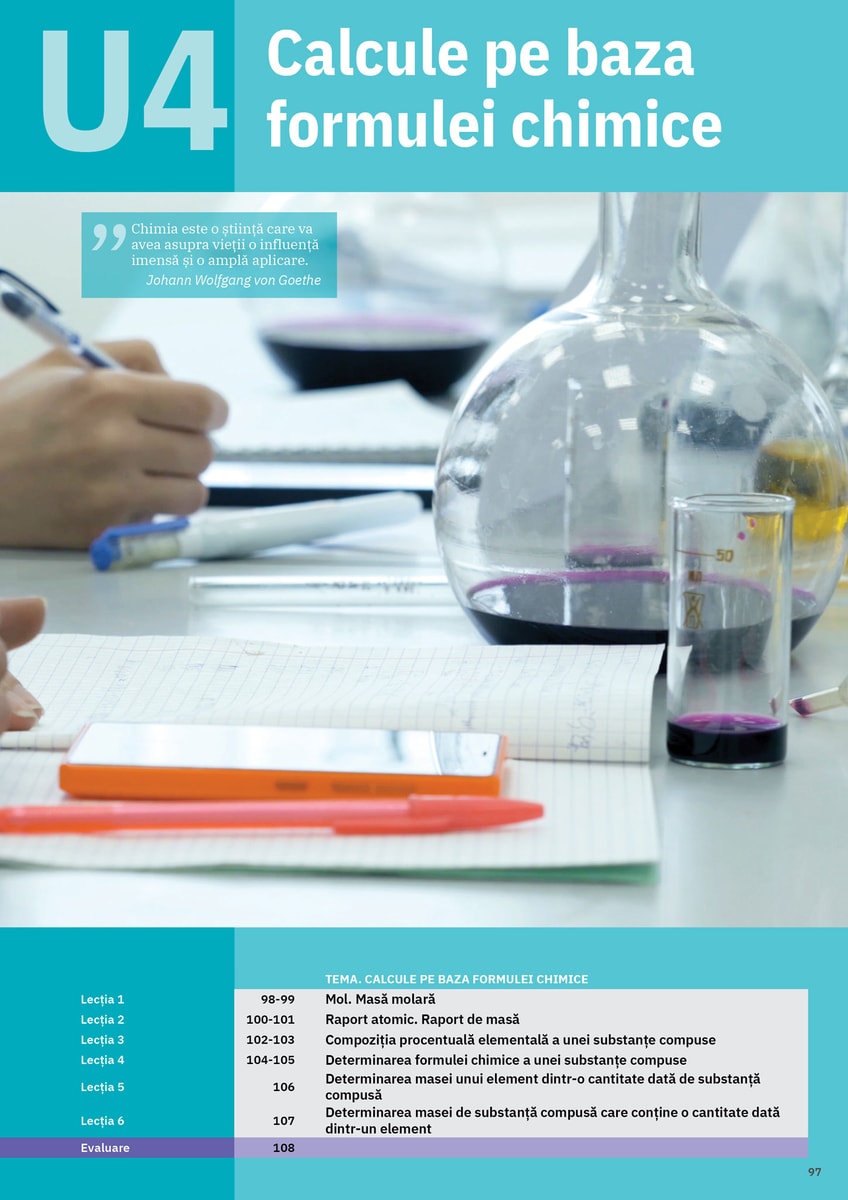 U4
Calcule pe baza
formulei chimice
” Chimia este o știință care va
avea asupra vieții o influență
imensă și o amplă aplicare.
Johann Wolfgang von Goethe
50
TEMA. CALCULE PE BAZA FORMULEI CHIMICE
Lecția 1 98-99 Mol. Masă molară
Lecția 2 100-101 Raport atomic. Raport de masă
Lecția 3 102-103 Compoziția procentuală elementală a unei substanțe compuse
Lecția 4 104-105 Determinarea formulei chimice a unei substanțe compuse
Lecția 5 106 Determinarea masei unui element dintr-o cantitate dată de substanță
compusă
Lecția 6 107 Determinarea masei de substanță compusă care conține o cantitate dată
dintr-un element
Evaluare 108
97